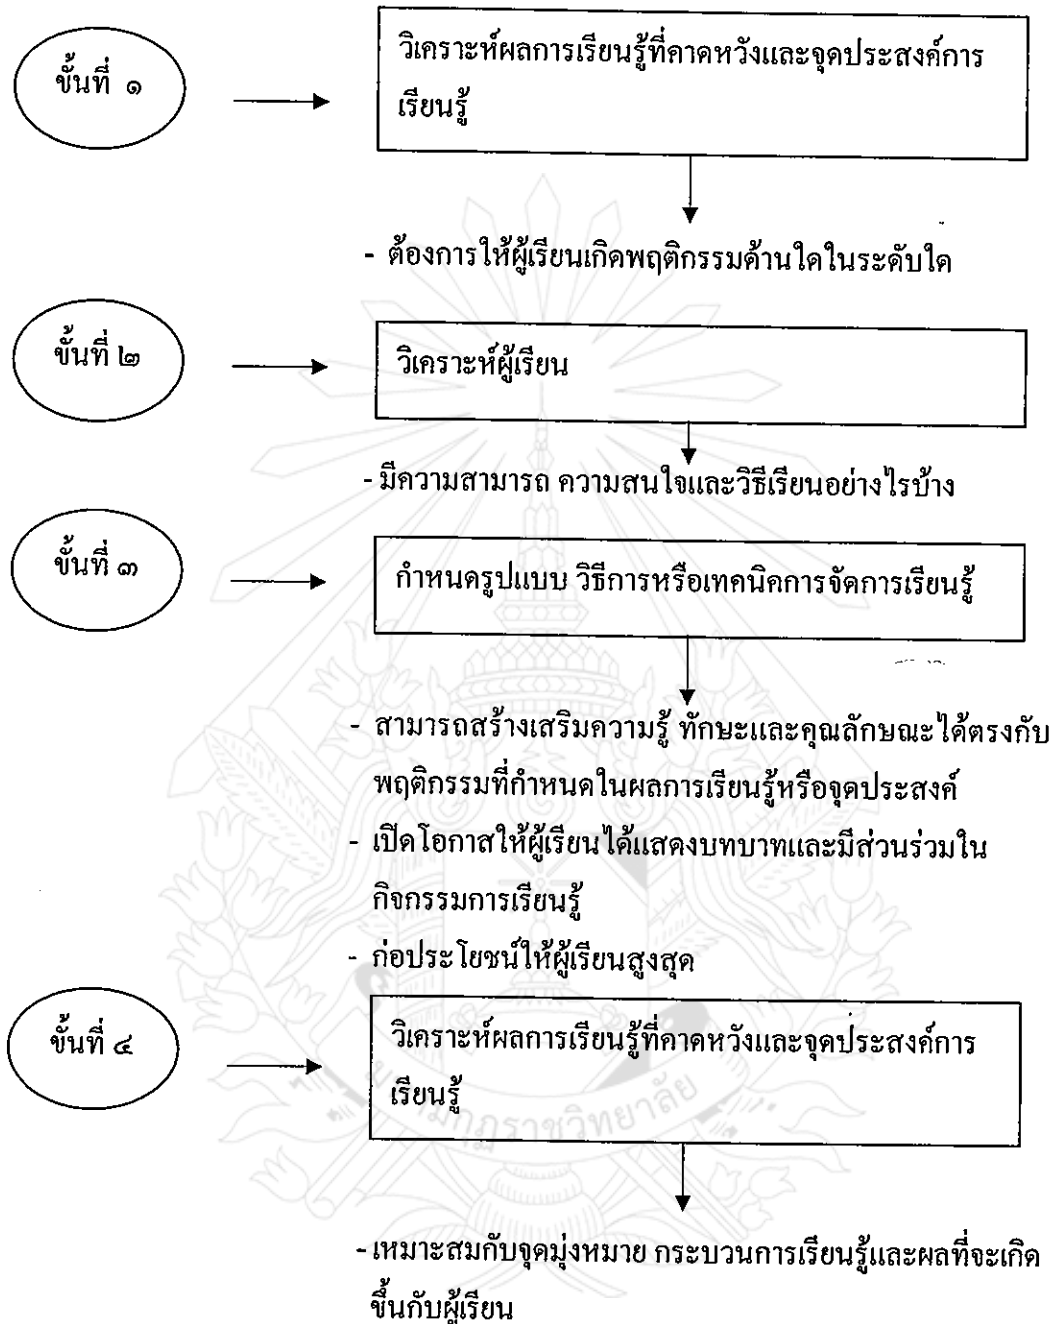 ขั้นที่ ๑
วิเคราะห์ผลการเรียนรู้ที่คาดหวังและจุดประสงค์การ
เรียนรู้
- ต้องการให้ผู้เรียนเกิดพฤติกรรมด้านใดในระดับใด
ขั้นที่ ๒
วิเคราะห์ผู้เรียน
- มีความสามารถ ความสนใจและวิธีเรียนอย่างไรบ้าง
ขั้นที่ ๓
กำหนดรูปแบบ วิธีการหรือเทคนิคการจัดการเรียนรู้
- สามารถสร้างเสริมความรู้ ทักษะและคุณลักษณะได้ตรงกับ
พฤติกรรมที่กำหนดในผลการเรียนรู้หรือจุดประสงค์
- เปิดโอกาสให้ผู้เรียนได้แสดงบทบาทและมีส่วนร่วมใน
กิจกรรมการเรียนรู้
- ก่อประโยชน์ให้ผู้เรียนสูงสุด
ขั้นที่ ๔
วิเคราะห์ผลการเรียนรู้ที่คาดหวังและจุดประสงค์การ
เรียนรู้
- เหมาะสมกับจุดมุ่งหมาย กระบวนการเรียนรู้และผลที่จะเกิด
ขึ้นกับผู้เรียน